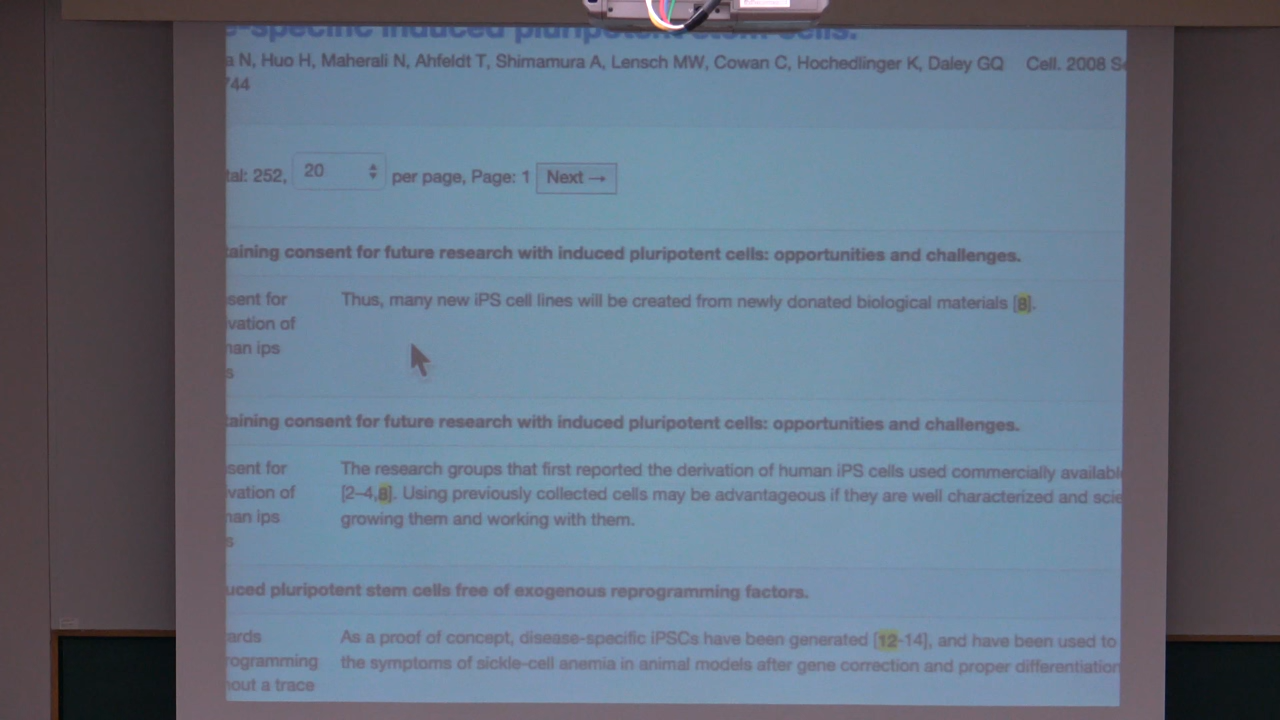 e-specific induced pluripotent stem cells.
a N, Huo H, Maherali N, Ahfeldt T, Shimamura A, Lensch MW, Cowan C, Hochedlinger K, Daley GQ Cell. 2008 Se
744
tal: 252, 20 per page, Page: 1 Next →
taining consent for future research with induced pluripotent cells: opportunities and challenges.
sent for Thus, many new iPS cell lines will be created from newly donated biological materials [8].
vation of
nan ips
s
taining consent for future research with induced pluripotent cells: opportunities and challenges.
sent for The research groups that first reported the derivation of human iPS cells used commercially availabl
vation of [2–4,8]. Using previously collected cells may be advantageous if they are well characterized and scie
nan ips growing them and working with them.
s
uced pluripotent stem cells free of exogenous reprogramming factors.
ards As a proof of concept, disease-specific iPSCs have been generated [12-14], and have been used to
rogramming the symptoms of sickle-cell anemia in animal models after gene correction and proper differentiation
nout a trace